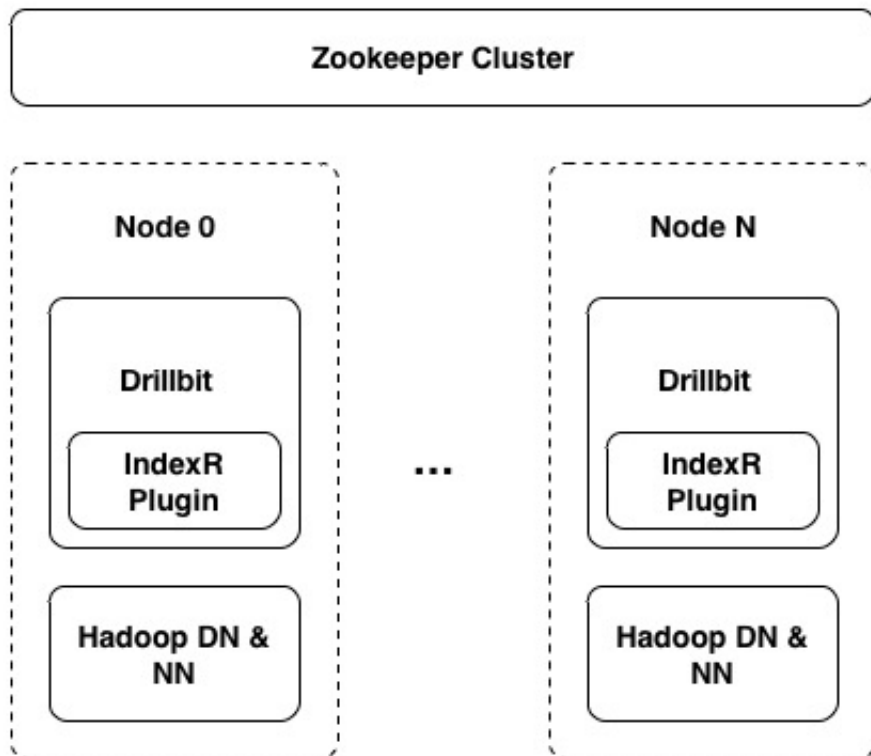 Zookeeper Cluster
Node 0
Drillbit
IndexR
Plugin
Hadoop DN &
NN
...
Node N
Drillbit
IndexR
Plugin
Hadoop DN &
NN